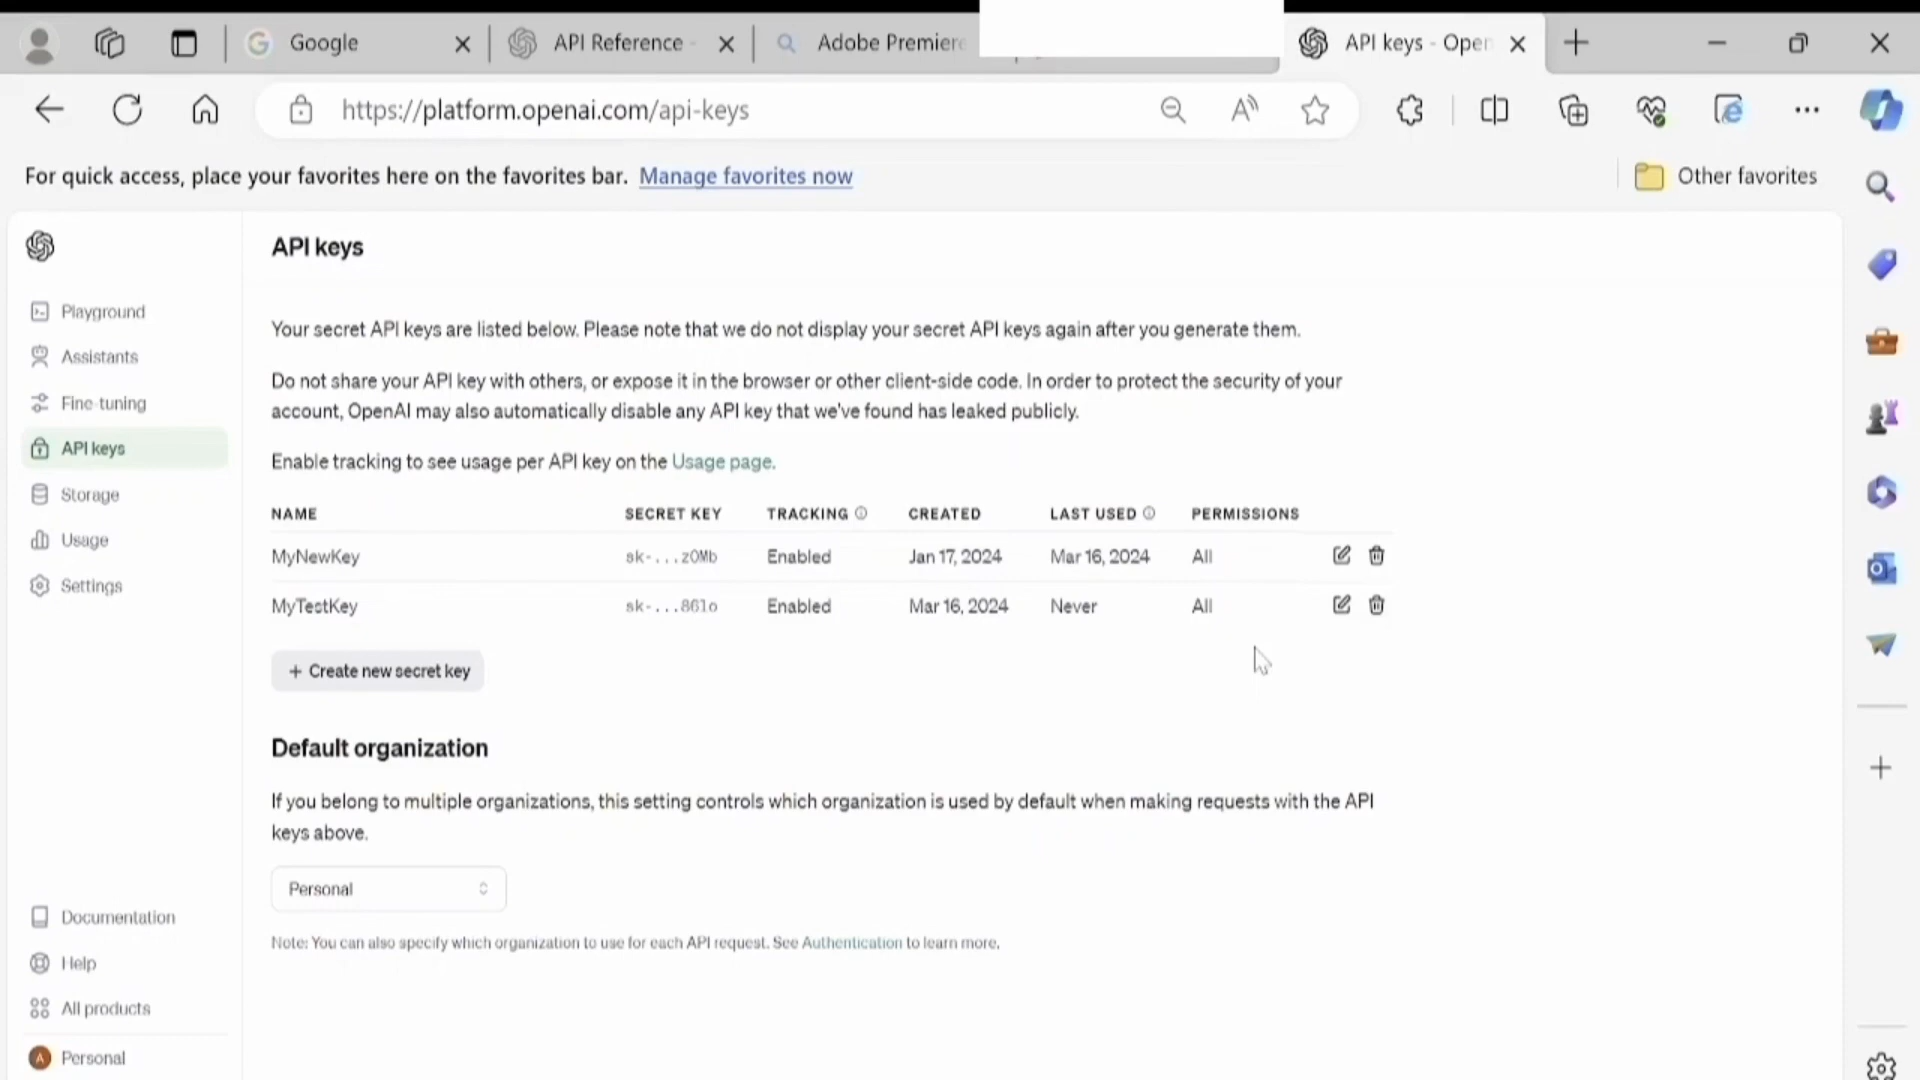 Google
API Reference -
Adobe Premiere
API keys - Open
https://platform.openai.com/api-keys
For quick access, place your favorites here on the favorites bar. Manage favorites now
Other favorites
API keys
Playground
Assistants
Fine-tuning
API keys
Storage
Usage
Settings
Your secret API keys are listed below. Please note that we do not display your secret API keys again after you generate them.
Do not share your API key with others, or expose it in the browser or other client-side code. In order to protect the security of your
account, OpenAI may also automatically disable any API key that we've found has leaked publicly.
Enable tracking to see usage per API key on the Usage page.
NAME SECRET KEY TRACKING CREATED LAST USED PERMISSIONS
MyNewKey sk-...z0Mb Enabled Jan 17, 2024 Mar 16, 2024 All
MyTestKey sk-...861o Enabled Mar 16, 2024 Never All
+ Create new secret key
Default organization
If you belong to multiple organizations, this setting controls which organization is used by default when making requests with the API
keys above.
Personal
Note: You can also specify which organization to use for each API request. See Authentication to learn more.
Documentation
Help
All products
A Personal